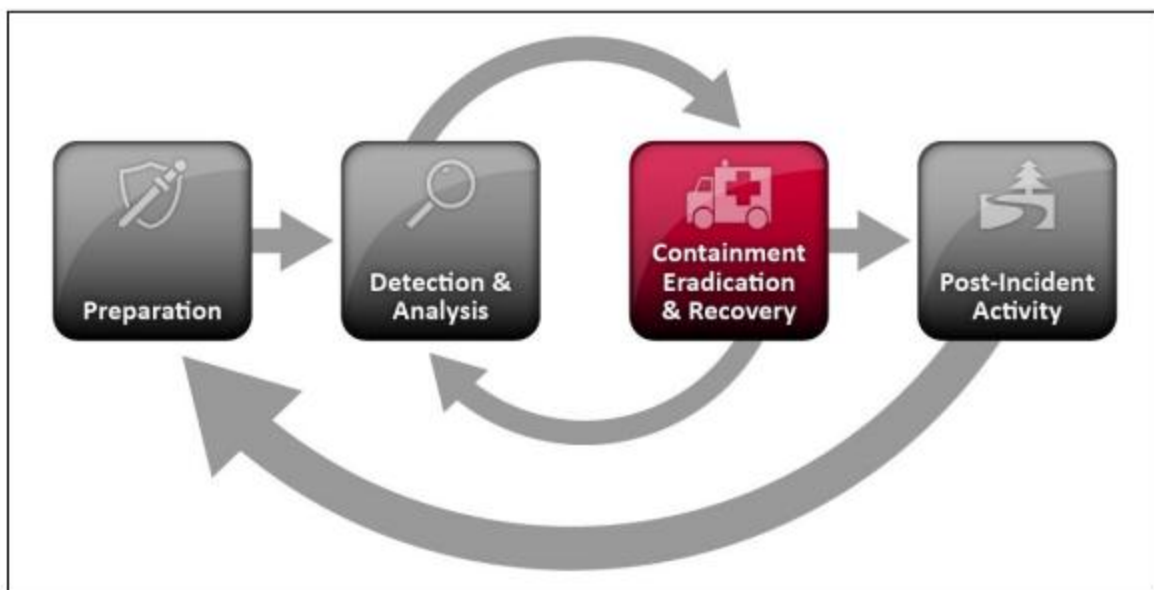 Preparation
Detection &
Analysis
Containment
Eradication
& Recovery
Post-Incident
Activity